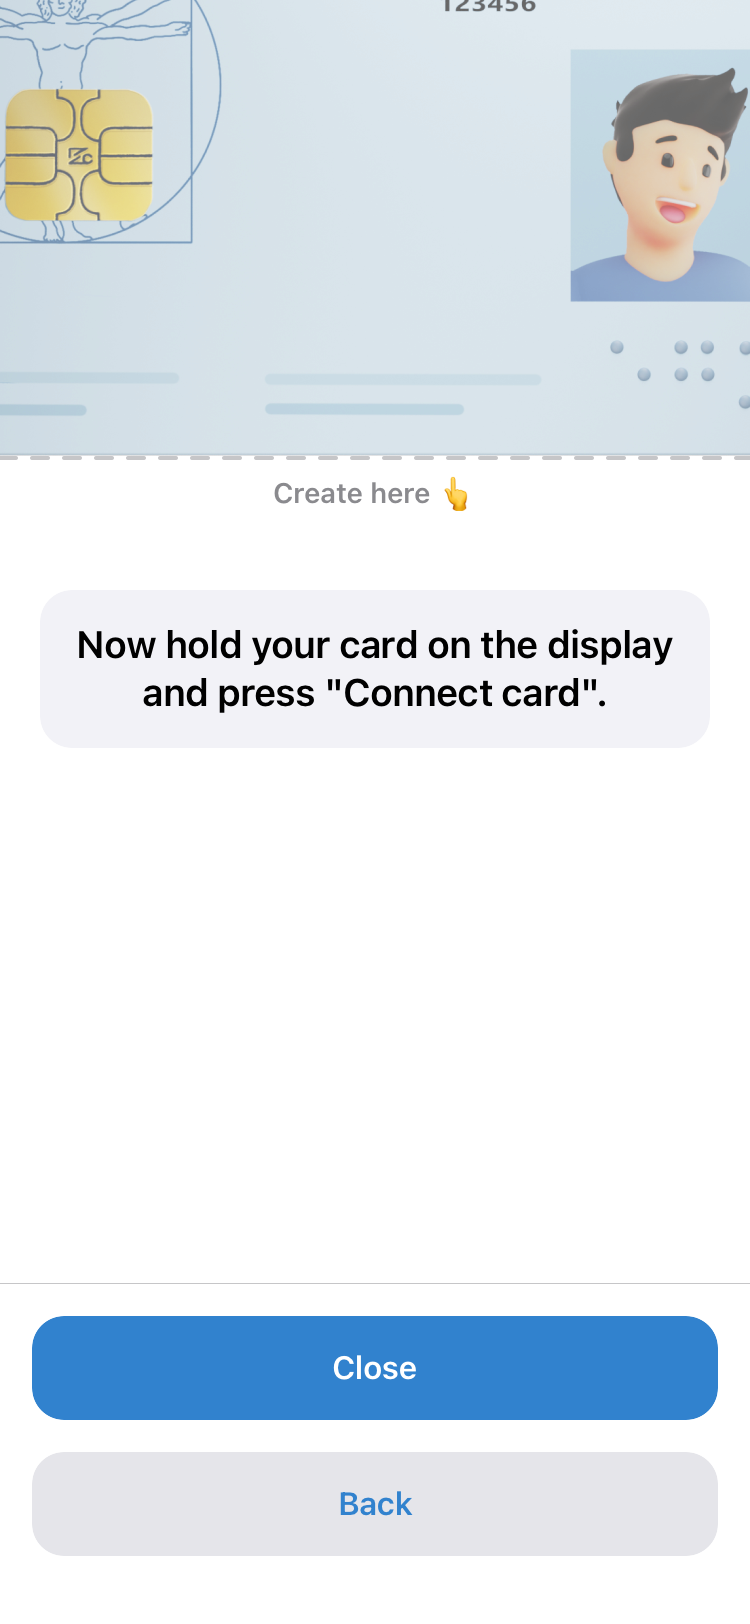 123456
Create here 👆
Now hold your card on the display
and press "Connect card".
Close
Back